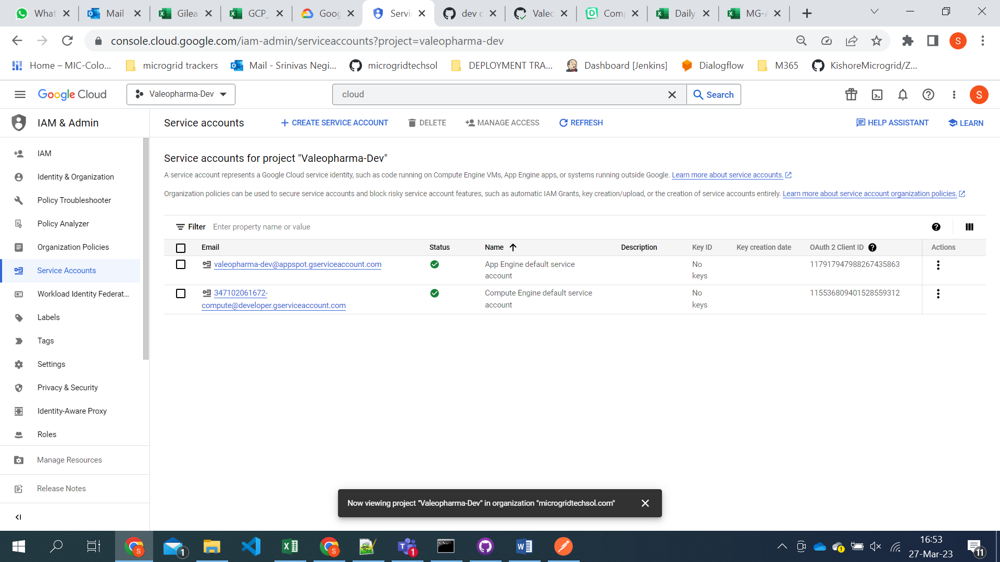 What
Mail
Gilea
GCP_
Goog
Servi
dev c
Valeo
Comp
Daily
MG-A
console.cloud.google.com/iam-admin/serviceaccounts?project=valeopharma-dev
S
Home – MIC-Colo...
microgrid trackers
Mail - Srinivas Negi...
microgridtechsol
DEPLOYMENT TRA...
Dashboard [Jenkins]
Dialogflow
M365
KishoreMicrogrid/Z...
Google Cloud
Valeopharma-Dev
cloud
Search
S
IAM & Admin
Service accounts
CREATE SERVICE ACCOUNT
DELETE
MANAGE ACCESS
REFRESH
HELP ASSISTANT
LEARN
IAM
Identity & Organization
Policy Troubleshooter
Policy Analyzer
Organization Policies
Service Accounts
Workload Identity Federat...
Labels
Tags
Settings
Privacy & Security
Identity-Aware Proxy
Roles
Manage Resources
Release Notes
Service accounts for project "Valeopharma-Dev"
A service account represents a Google Cloud service identity, such as code running on Compute Engine VMs, App Engine apps, or systems running outside Google. Learn more about service accounts.
Organization policies can be used to secure service accounts and block risky service account features, such as automatic IAM Grants, key creation/upload, or the creation of service accounts entirely. Learn more about service account organization policies.
Filter Enter property name or value
Email Status Name Description Key ID Key creation date OAuth 2 Client ID Actions
valeopharma-dev@appspot.gserviceaccount.com App Engine default service No 117917947988267435863
account keys
347102061672- Compute Engine default service No 115536809401528559312
compute@developer.gserviceaccount.com account keys
Now viewing project "Valeopharma-Dev" in organization "microgridtechsol.com"
S
1
S
1
16:53
27-Mar-23
11